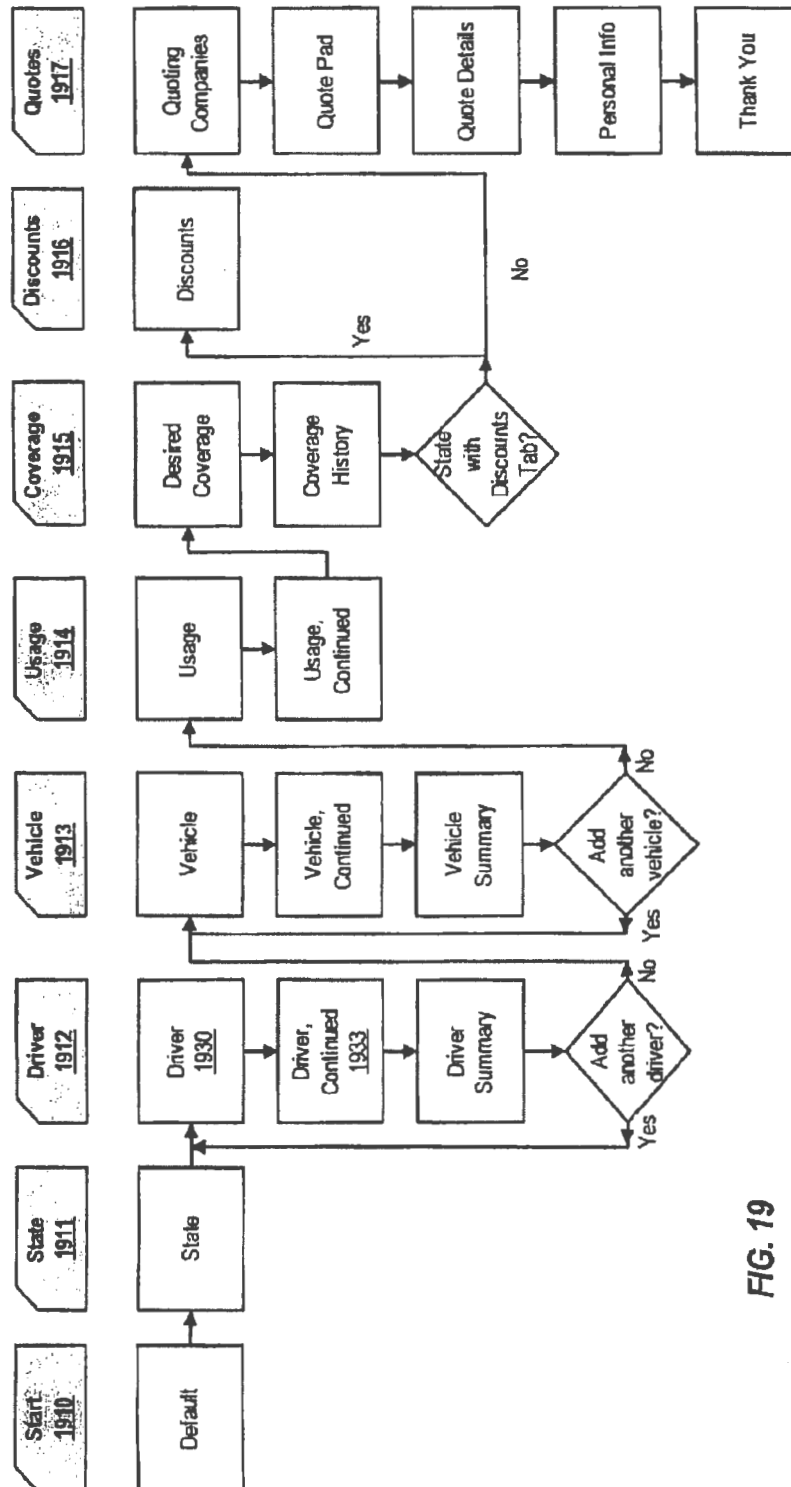 Start
1910
State
1911
Driver
1912
Vehicle
1913
Usage
1914
Coverage
1915
Discounts
1916
Quotes
1917
Default
State
Driver
1930
Driver,
Continued
1933
Driver
Summary
Add
another
driver?
Yes
No
Vehicle
Vehicle,
Continued
Vehicle
Summary
Add
another
vehicle?
Yes
No
Usage
Usage,
Continued
Desired
Coverage
Coverage
History
State
with
Discounts
Tab?
Yes
No
Discounts
Quoting
Companies
Quote Pad
Quote Details
Personal Info
Thank You
FIG. 19